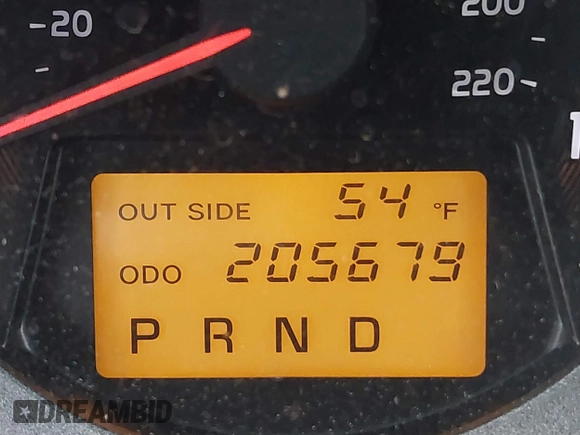 20
200
220
OUT SIDE 54 °F
ODO 205679
P R N D
DREAMBID